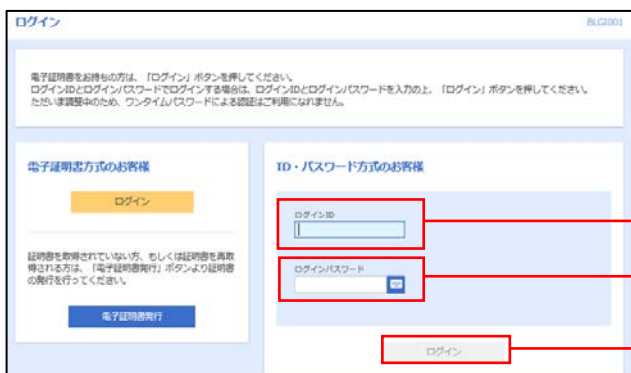 ログイン
BLGI001
電子証明書をお持ちの方は、「ログイン」ボタンを押してください。
ログインIDとログインパスワードでログインする場合は、ログインIDとログインパスワードを入力の上、「ログイン」ボタンを押してください。
ただいま調整中のため、ワンタイムパスワードによる認証はご利用になれません。
電子証明書方式のお客様
ログイン
証明書を取得されていない方、もしくは証明書を再取
得される方は、「電子証明書発行」ボタンより証明書
の発行を行ってください。
電子証明書発行
ID・パスワード方式のお客様
ログインID
ログインパスワード
ログイン